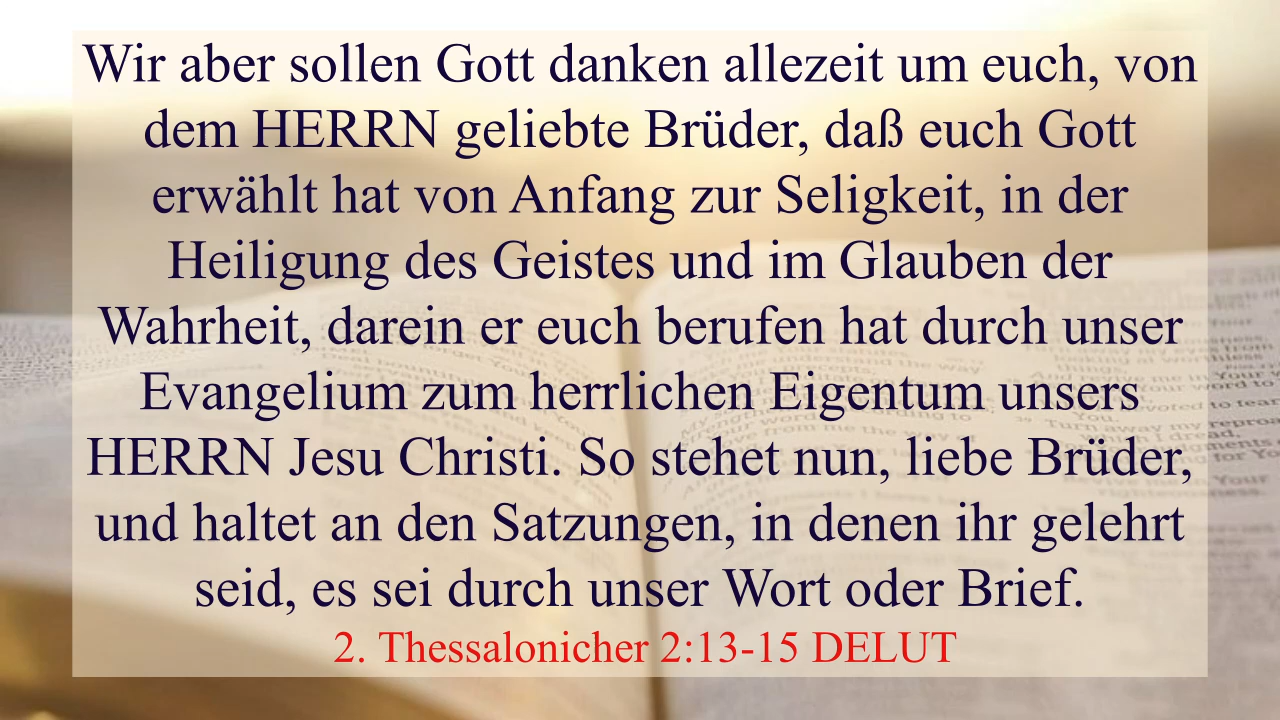 Wir aber sollen Gott danken allezeit um euch, von
dem HERRN geliebte Brüder, daß euch Gott
erwählt hat von Anfang zur Seligkeit, in der
Heiligung des Geistes und im Glauben der
Wahrheit, darein er euch berufen hat durch unser
Evangelium zum herrlichen Eigentum unsers
HERRN Jesu Christi. So stehet nun, liebe Brüder,
und haltet an den Satzungen, in denen ihr gelehrt
seid, es sei durch unser Wort oder Brief.
2. Thessalonicher 2:13-15 DELUT